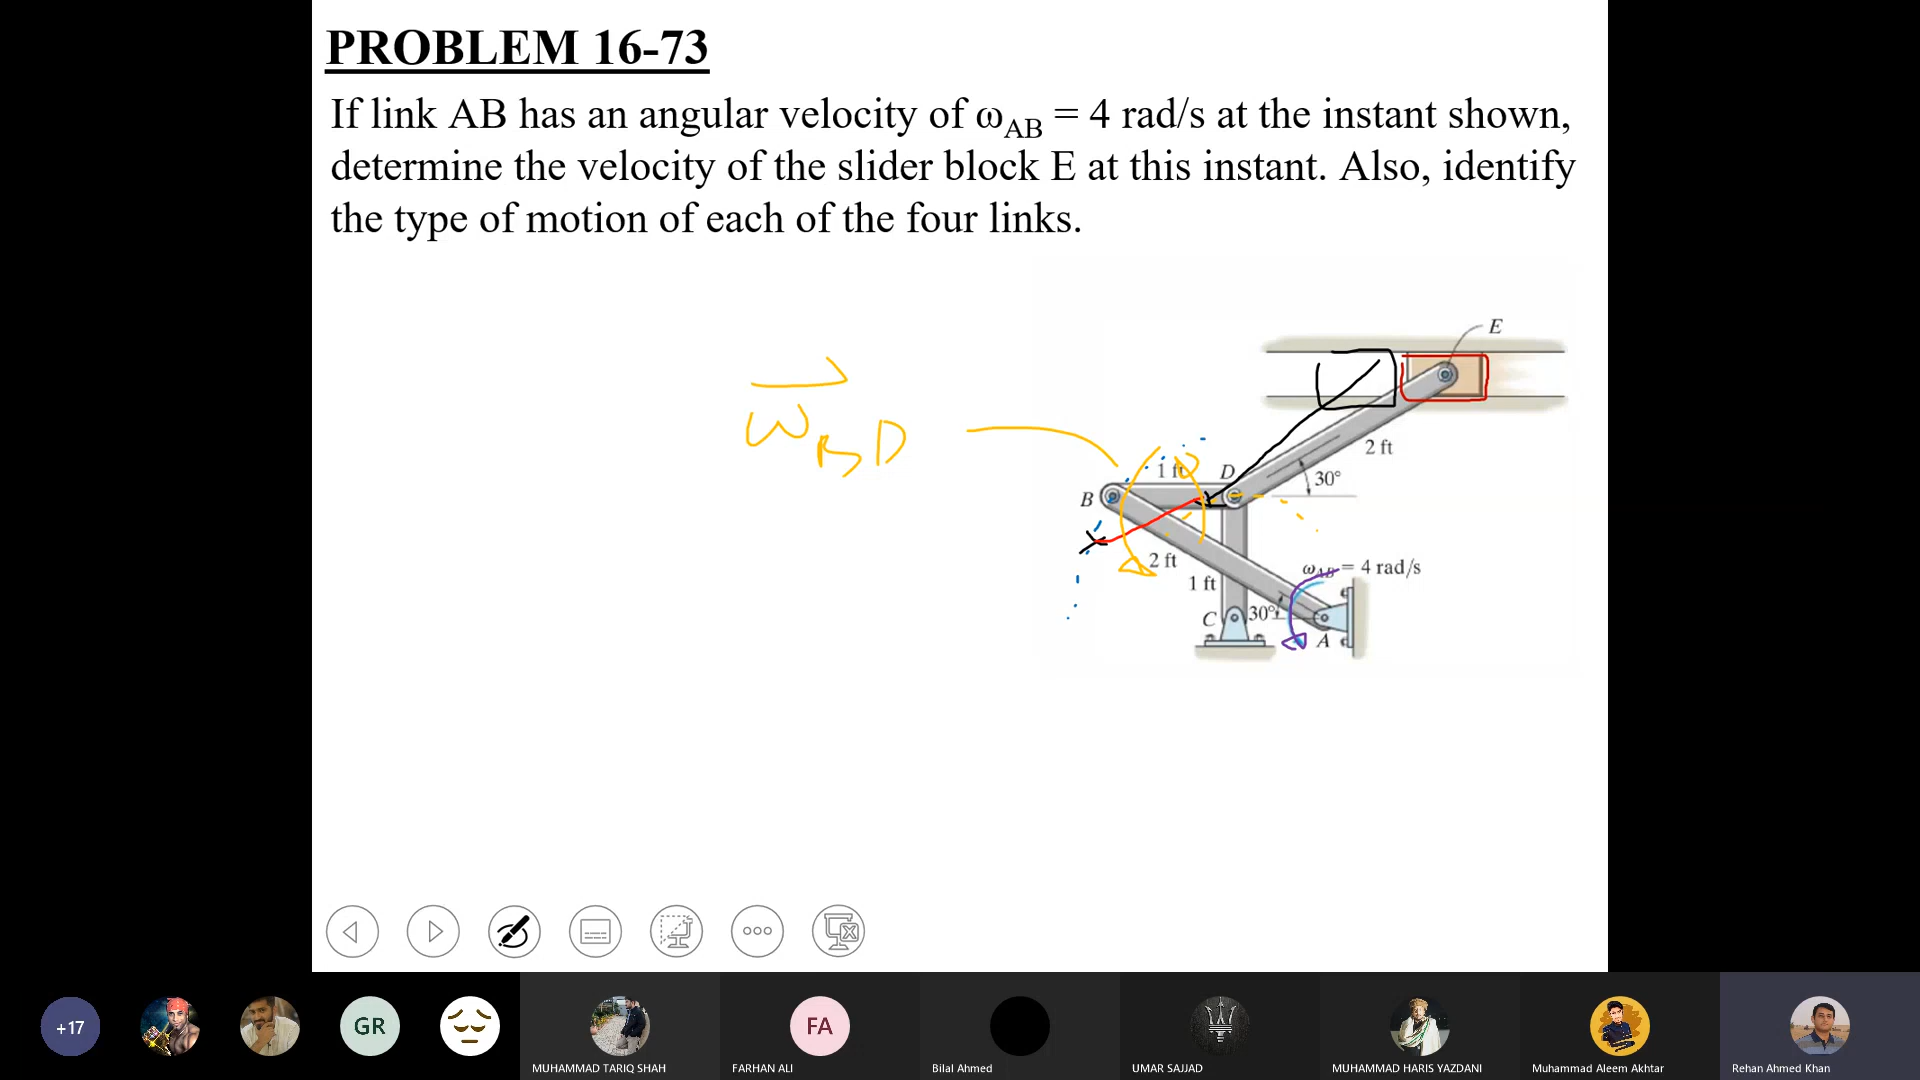 PROBLEM 16-73
If link AB has an angular velocity of ωAB = 4 rad/s at the instant shown,
determine the velocity of the slider block E at this instant. Also, identify
the type of motion of each of the four links.
E
2 ft
30°
1 ft
D
B
ωBD
2 ft
1 ft
ωAB = 4 rad/s
C
30°
A
+17
GR
FA
MUHAMMAD TARIQ SHAH
FARHAN ALI
Bilal Ahmed
UMAR SAJJAD
MUHAMMAD HARIS YAZDANI
Muhammad Aleem Akhtar
Rehan Ahmed Khan